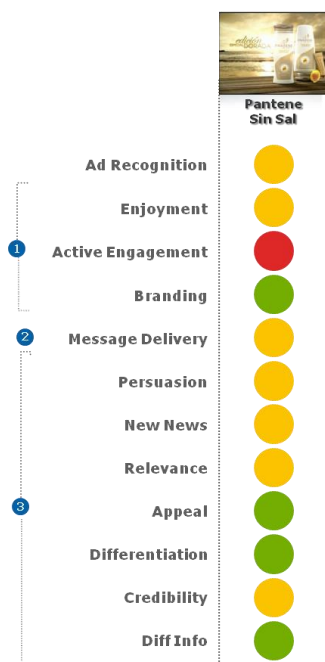 Pantene
Sin Sal
Ad Recognition
Enjoyment
1
Active Engagement
Branding
2
Message Delivery
Persuasion
New News
Relevance
3
Appeal
Differentiation
Credibility
Diff Info